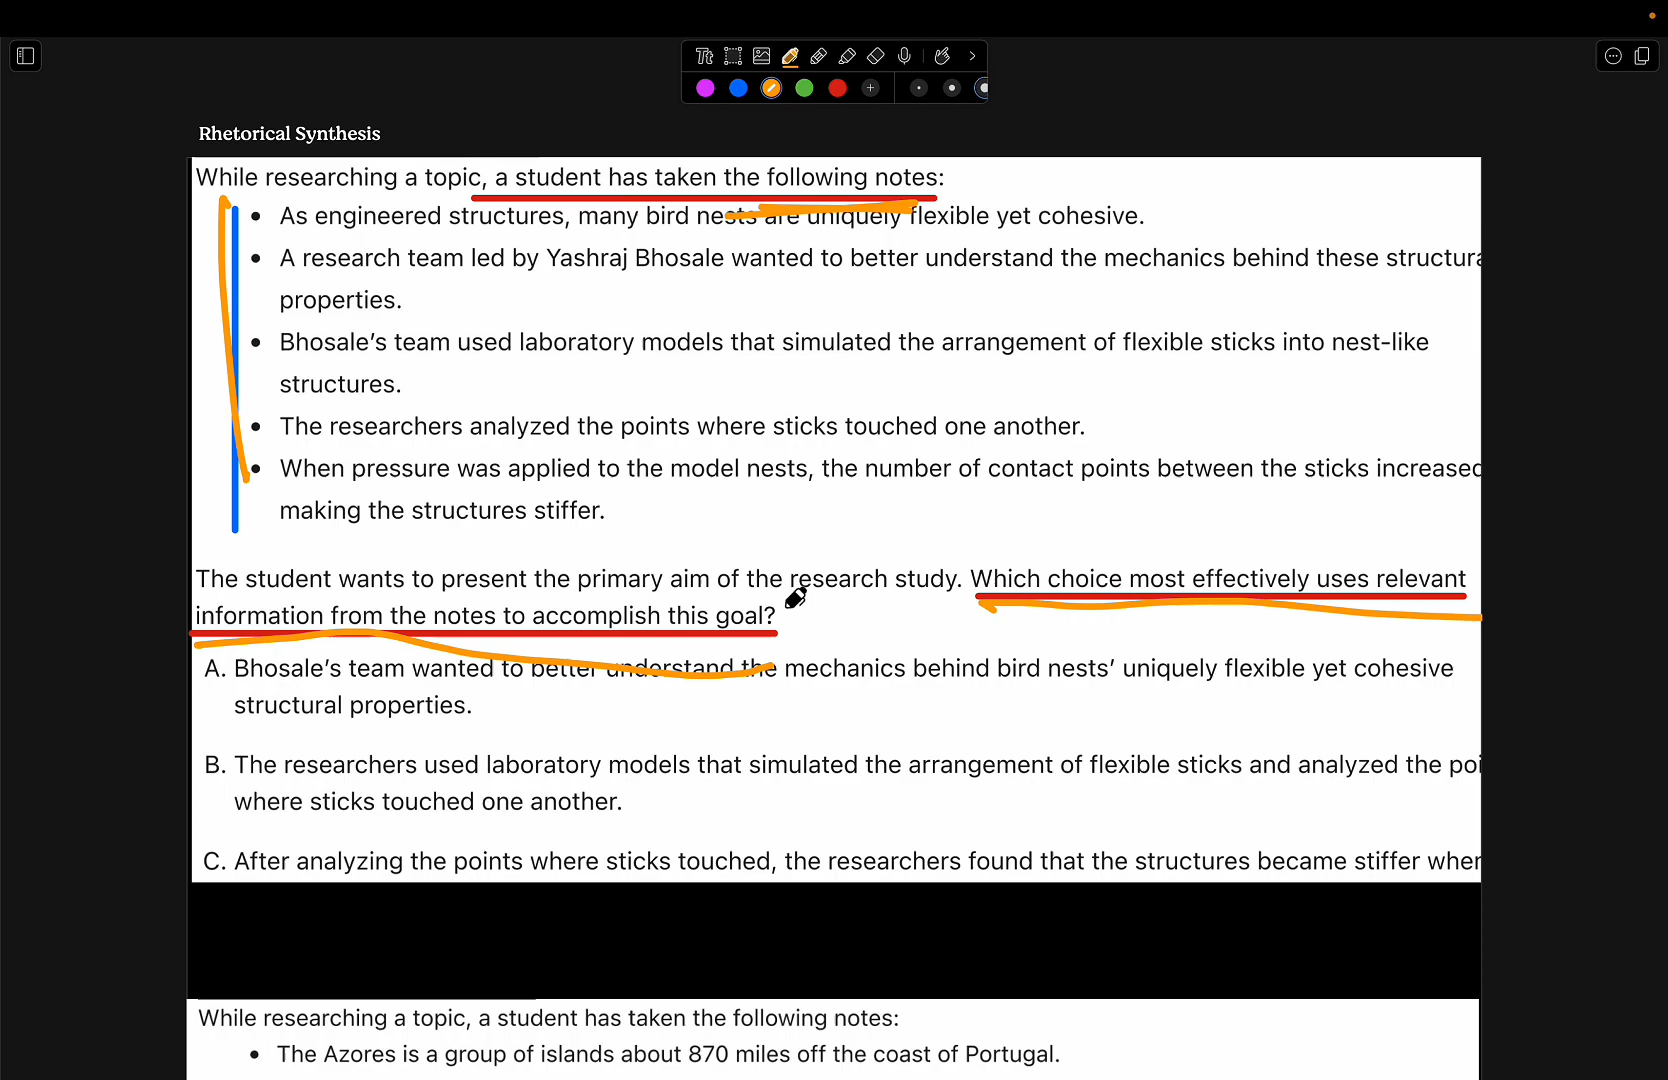 Tt
Rhetorical Synthesis
While researching a topic, a student has taken the following notes:
• As engineered structures, many bird nests are uniquely flexible yet cohesive.
• A research team led by Yashraj Bhosale wanted to better understand the mechanics behind these structura
properties.
• Bhosale’s team used laboratory models that simulated the arrangement of flexible sticks into nest-like
structures.
• The researchers analyzed the points where sticks touched one another.
• When pressure was applied to the model nests, the number of contact points between the sticks increased
making the structures stiffer.
The student wants to present the primary aim of the research study. Which choice most effectively uses relevant
information from the notes to accomplish this goal?
A. Bhosale’s team wanted to better understand the mechanics behind bird nests’ uniquely flexible yet cohesive
structural properties.
B. The researchers used laboratory models that simulated the arrangement of flexible sticks and analyzed the poi
where sticks touched one another.
C. After analyzing the points where sticks touched, the researchers found that the structures became stiffer when
While researching a topic, a student has taken the following notes:
• The Azores is a group of islands about 870 miles off the coast of Portugal.